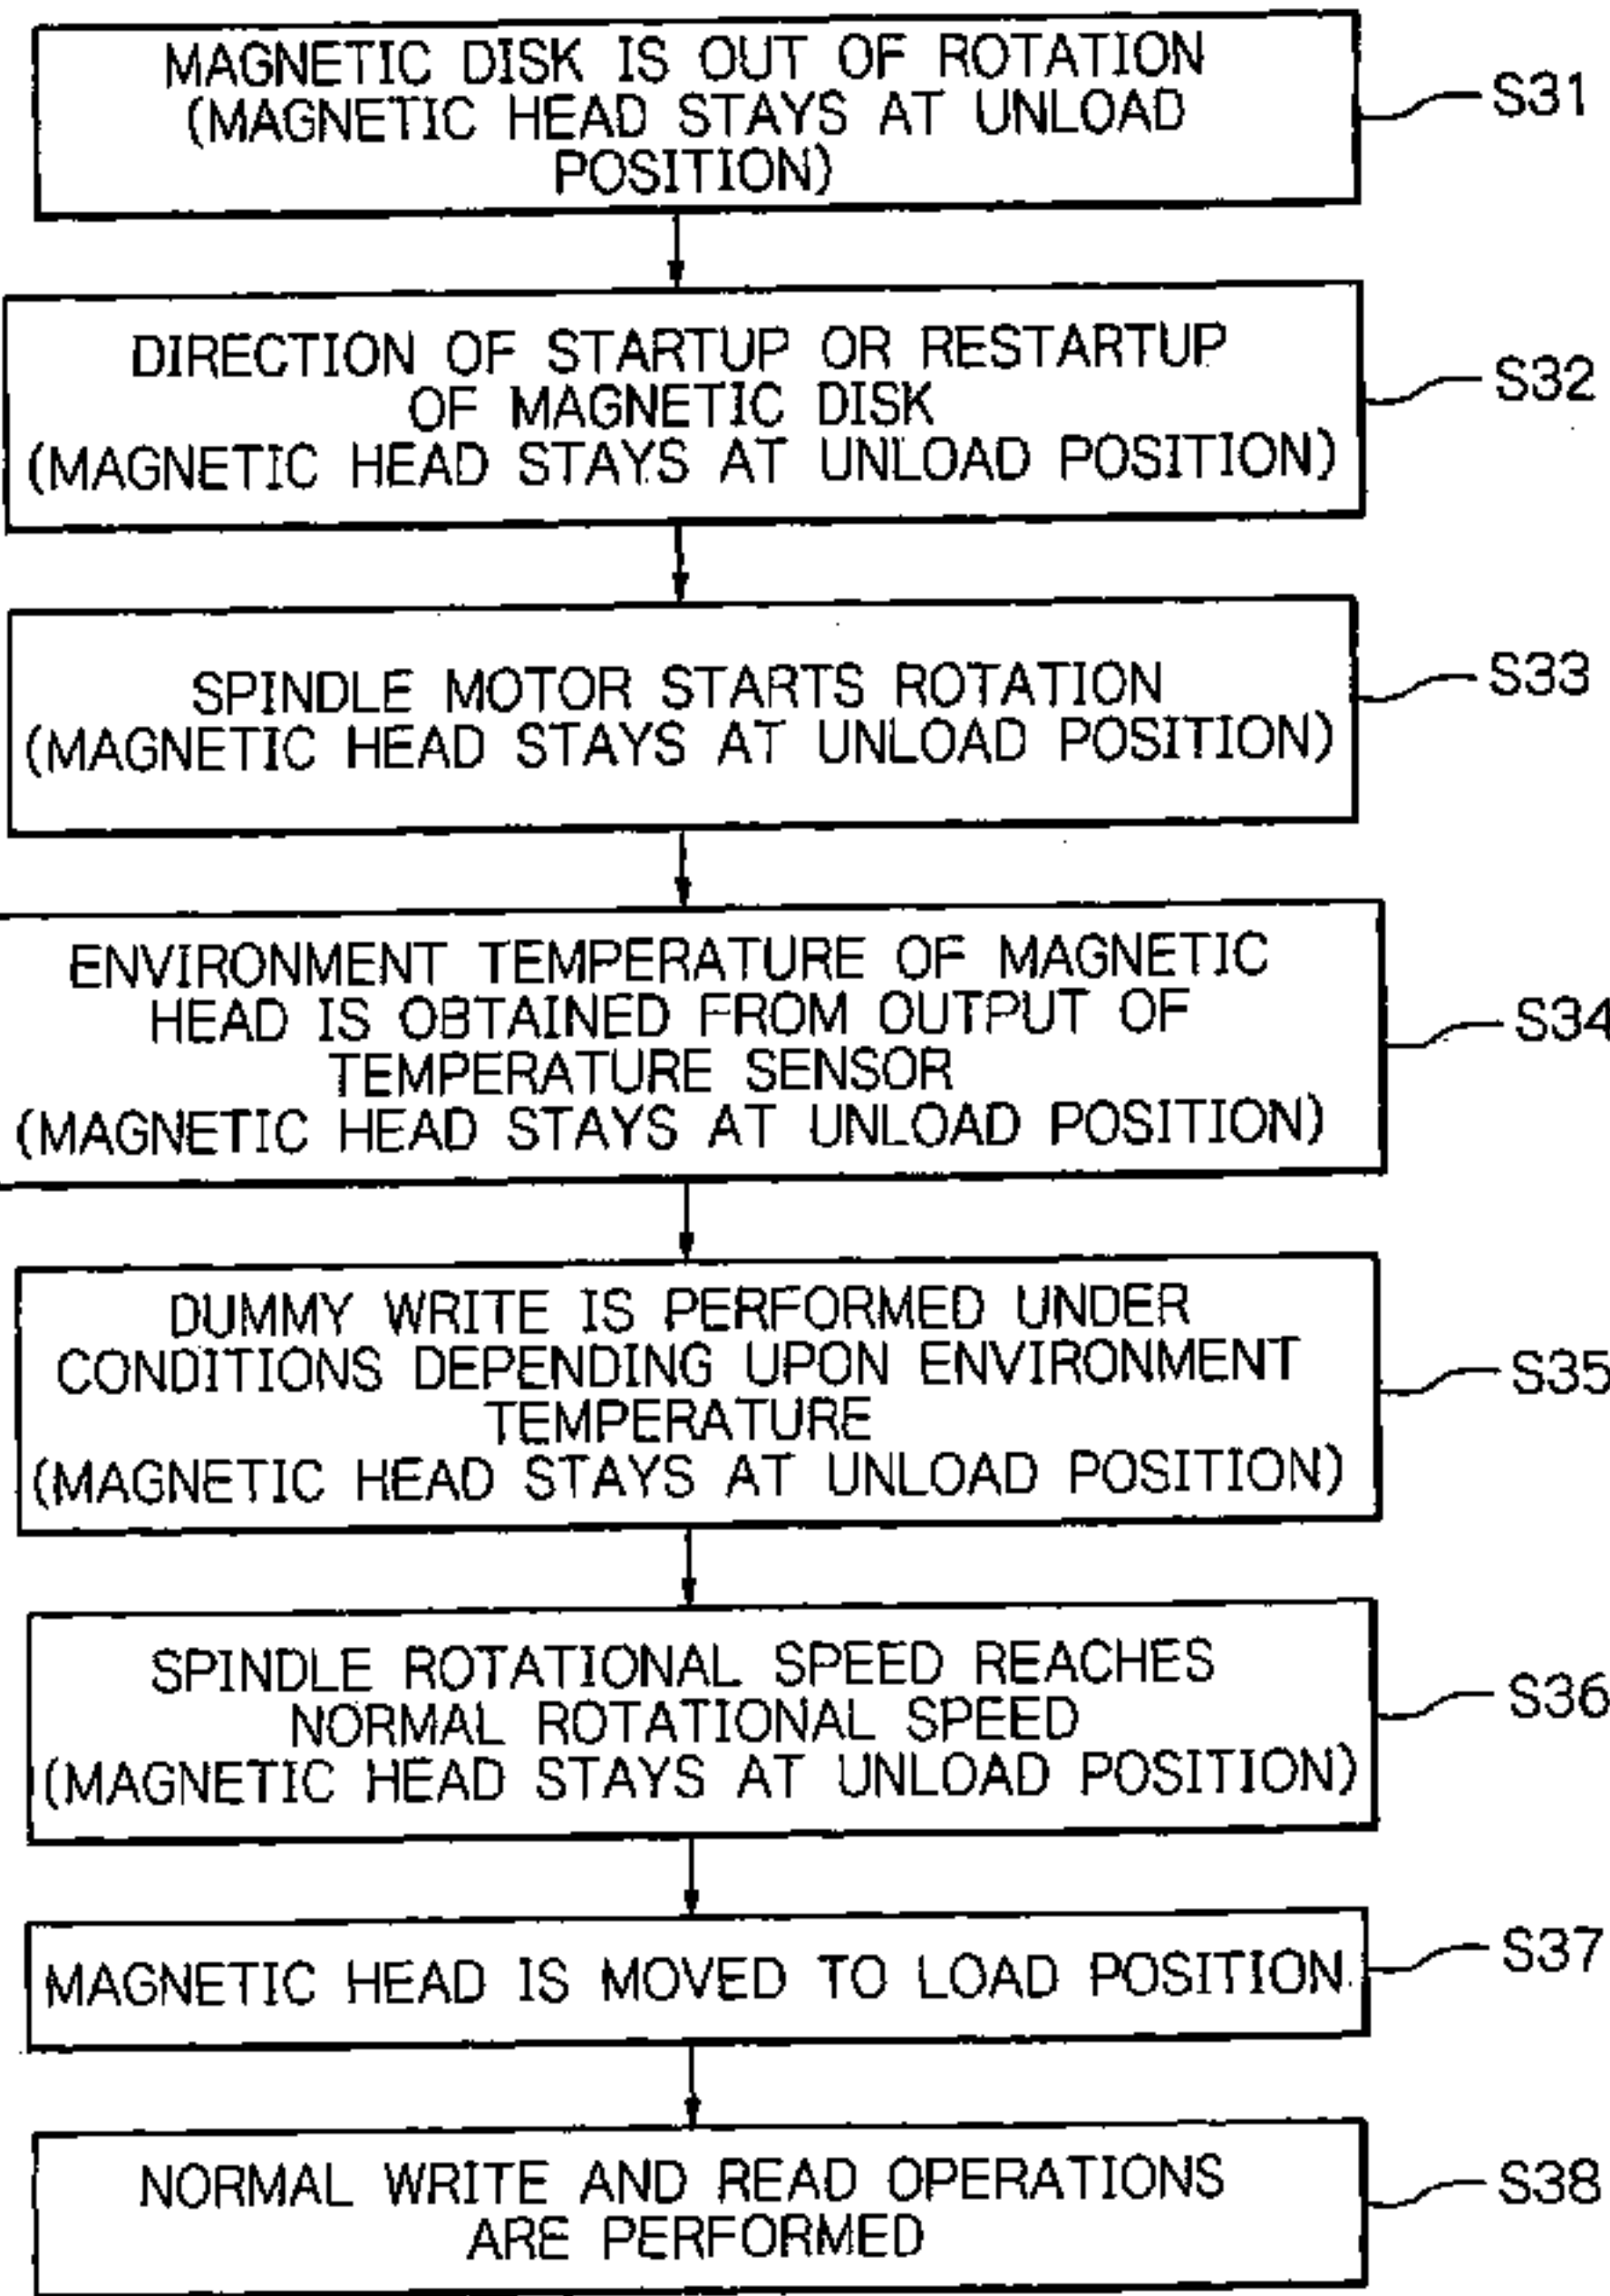 MAGNETIC DISK IS OUT OF ROTATION
(MAGNETIC HEAD STAYS AT UNLOAD
POSITION)
S31
DIRECTION OF STARTUP OR RESTARTUP
OF MAGNETIC DISK
(MAGNETIC HEAD STAYS AT UNLOAD POSITION)
S32
SPINDLE MOTOR STARTS ROTATION
(MAGNETIC HEAD STAYS AT UNLOAD POSITION)
S33
ENVIRONMENT TEMPERATURE OF MAGNETIC
HEAD IS OBTAINED FROM OUTPUT OF
TEMPERATURE SENSOR
(MAGNETIC HEAD STAYS AT UNLOAD POSITION)
S34
DUMMY WRITE IS PERFORMED UNDER
CONDITIONS DEPENDING UPON ENVIRONMENT
TEMPERATURE
(MAGNETIC HEAD STAYS AT UNLOAD POSITION)
S35
SPINDLE ROTATIONAL SPEED REACHES
NORMAL ROTATIONAL SPEED
(MAGNETIC HEAD STAYS AT UNLOAD POSITION)
S36
MAGNETIC HEAD IS MOVED TO LOAD POSITION
S37
NORMAL WRITE AND READ OPERATIONS
ARE PERFORMED
S38